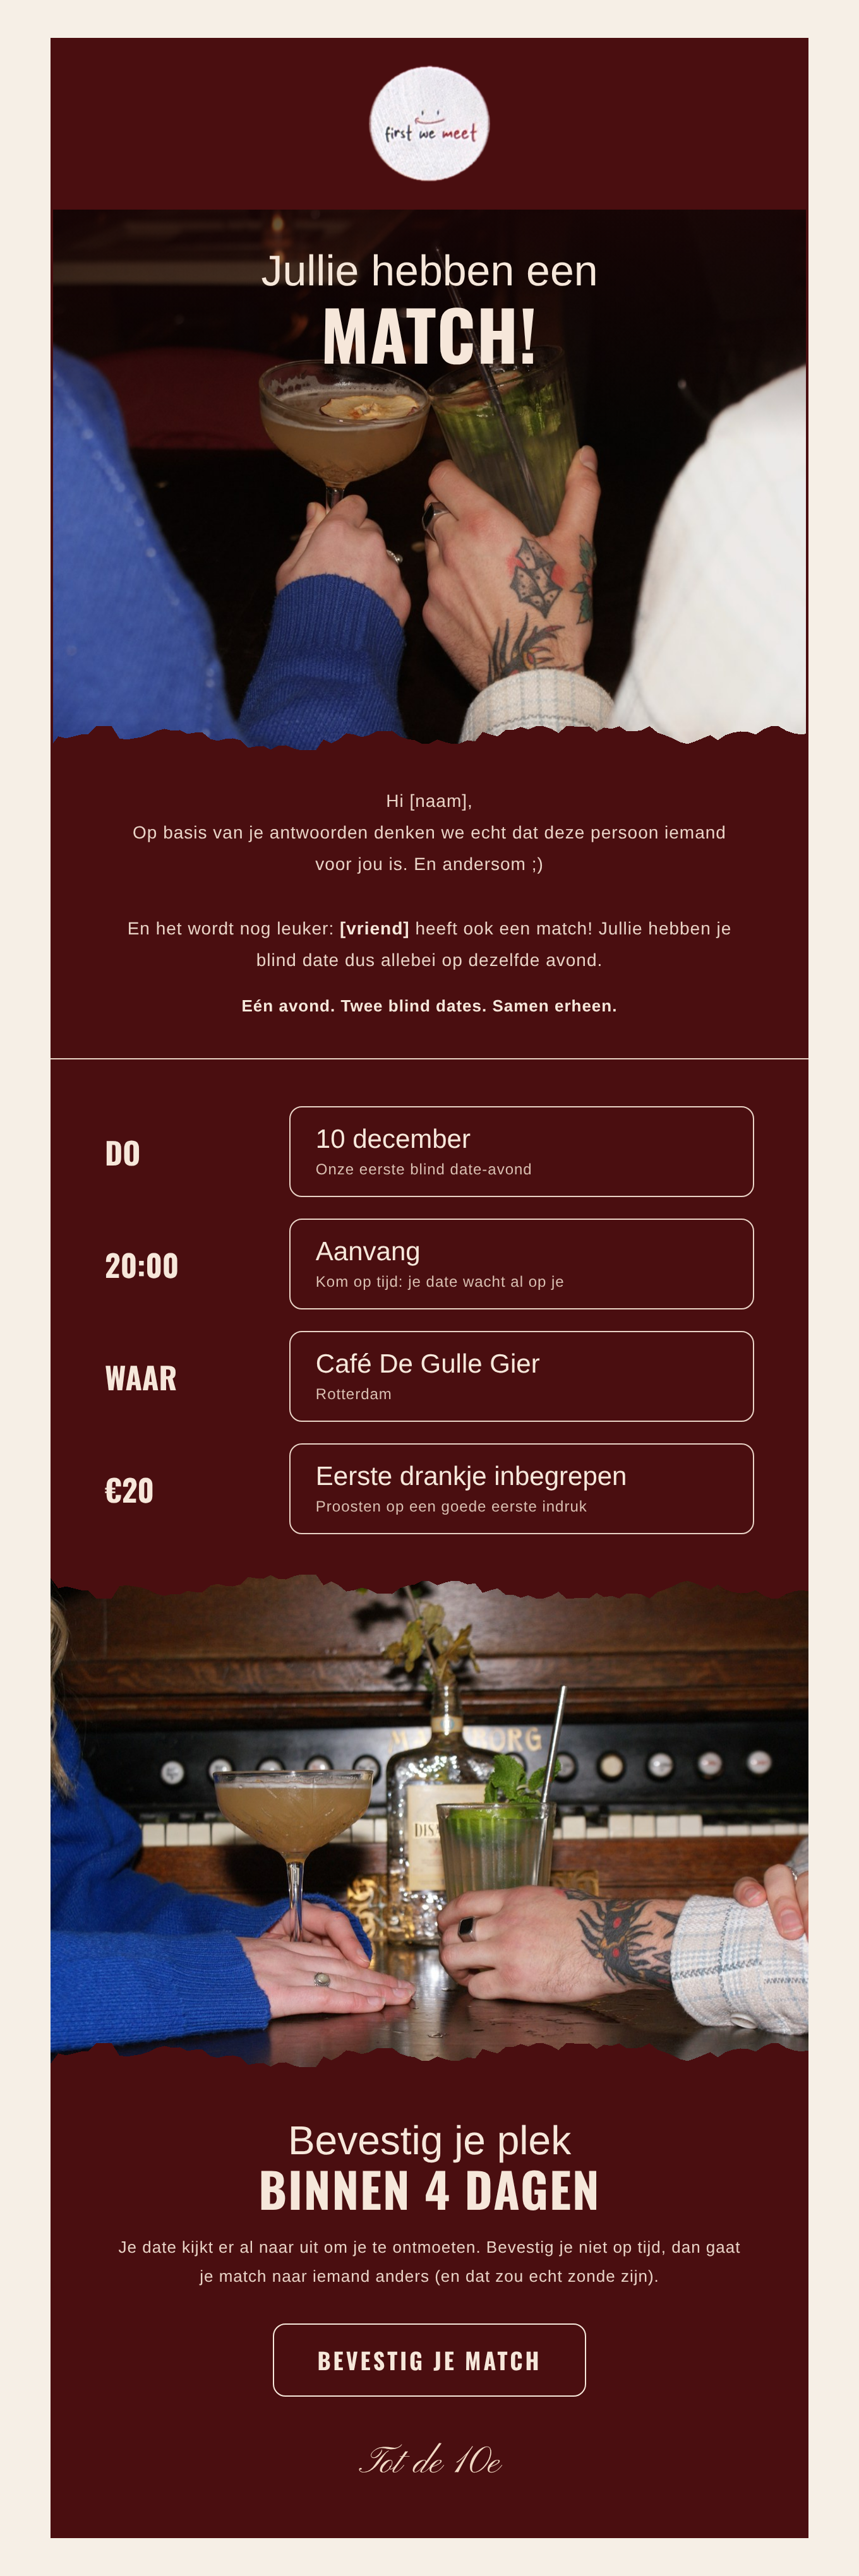 first we meet
Jullie hebben een
MATCH!
Hi [naam],
Op basis van je antwoorden denken we echt dat deze persoon iemand
voor jou is. En andersom ;)
En het wordt nog leuker: [vriend] heeft ook een match! Jullie hebben je
blind date dus allebei op dezelfde avond.
Eén avond. Twee blind dates. Samen erheen.
DO
10 december
Onze eerste blind date-avond
20:00
Aanvang
Kom op tijd: je date wacht al op je
WAAR
Café De Gulle Gier
Rotterdam
€20
Eerste drankje inbegrepen
Proosten op een goede eerste indruk
Bevestig je plek
BINNEN 4 DAGEN
Je date kijkt er al naar uit om je te ontmoeten. Bevestig je niet op tijd, dan gaat
je match naar iemand anders (en dat zou echt zonde zijn).
BEVESTIG JE MATCH
Tot de 10e